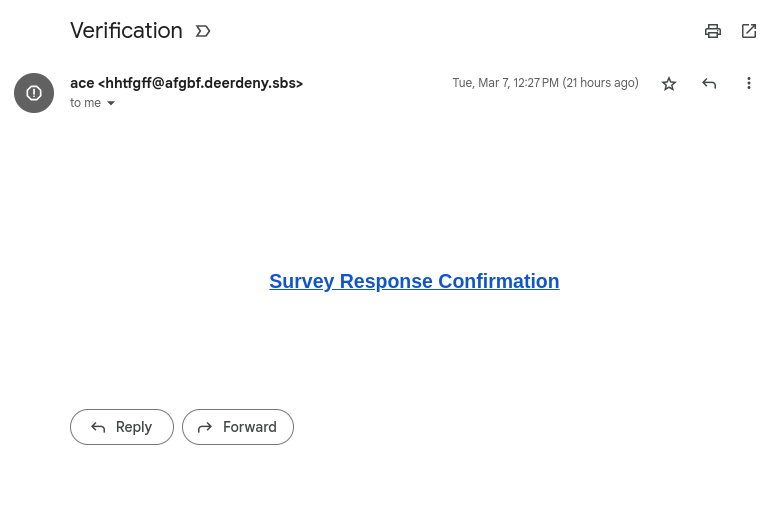 Verification
ace <hhtfgff@afgbf.deerdeny.sbs>
Tue, Mar 7, 12:27 PM (21 hours ago)
to me
Survey Response Confirmation
Reply
Forward